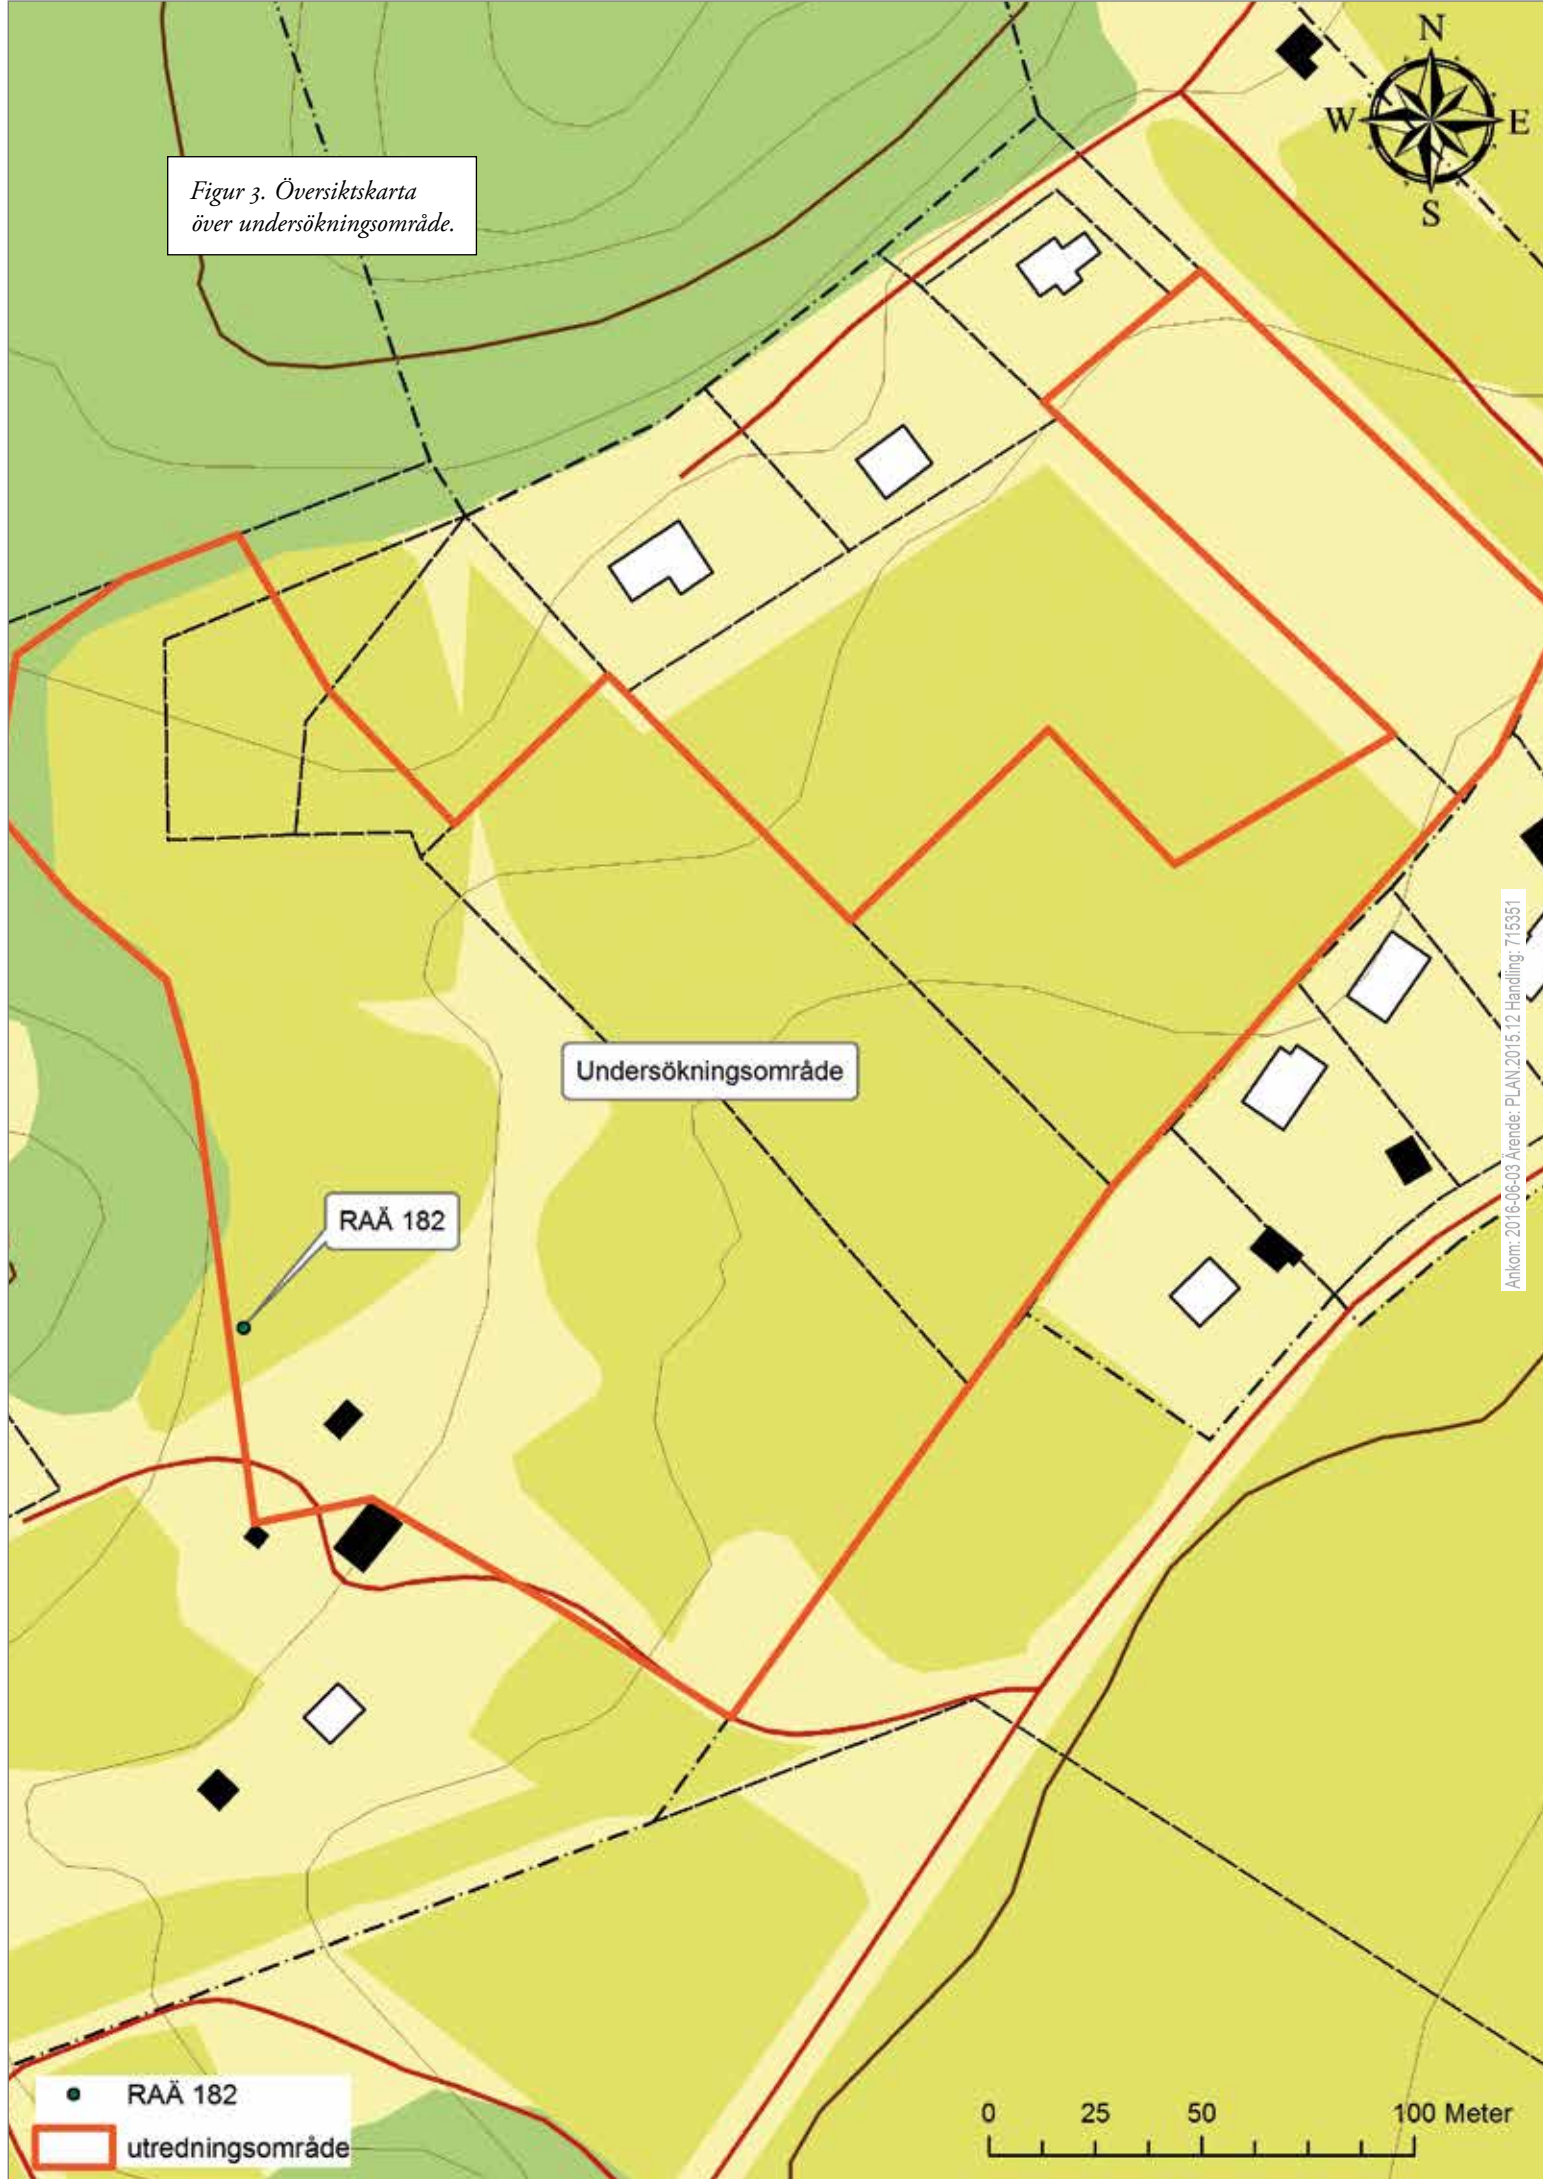 N
W E
S
Figur 3. Översiktskarta
över undersökningsområde.
Undersökningsområde
RAÄ 182
Ankom: 2016-06-03 Ärende: PLAN.2015.12 Handling: 715351
RAÄ 182
utredningsområde
0 25 50 100 Meter